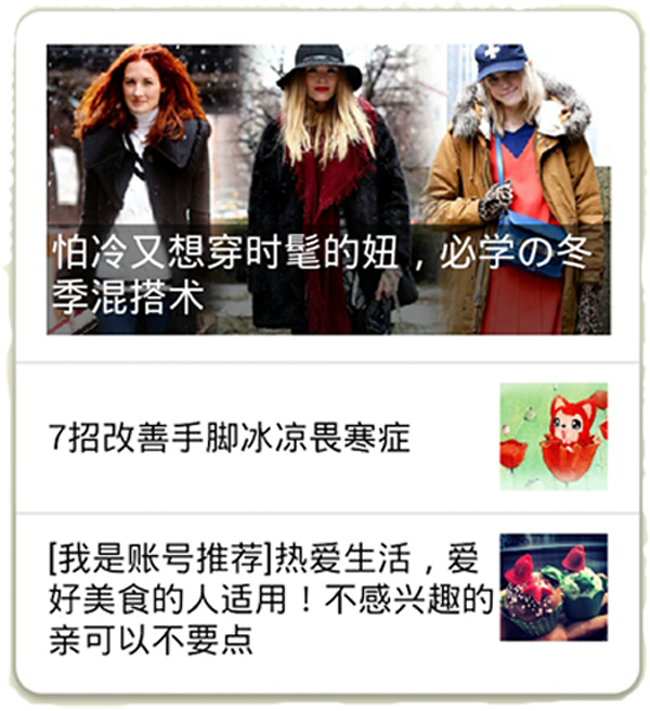 怕冷又想穿时髦的妞，必学の冬
季混搭术
7招改善手脚冰凉畏寒症
[我是账号推荐]热爱生活，爱
好美食的人适用！不感兴趣的
亲可以不要点